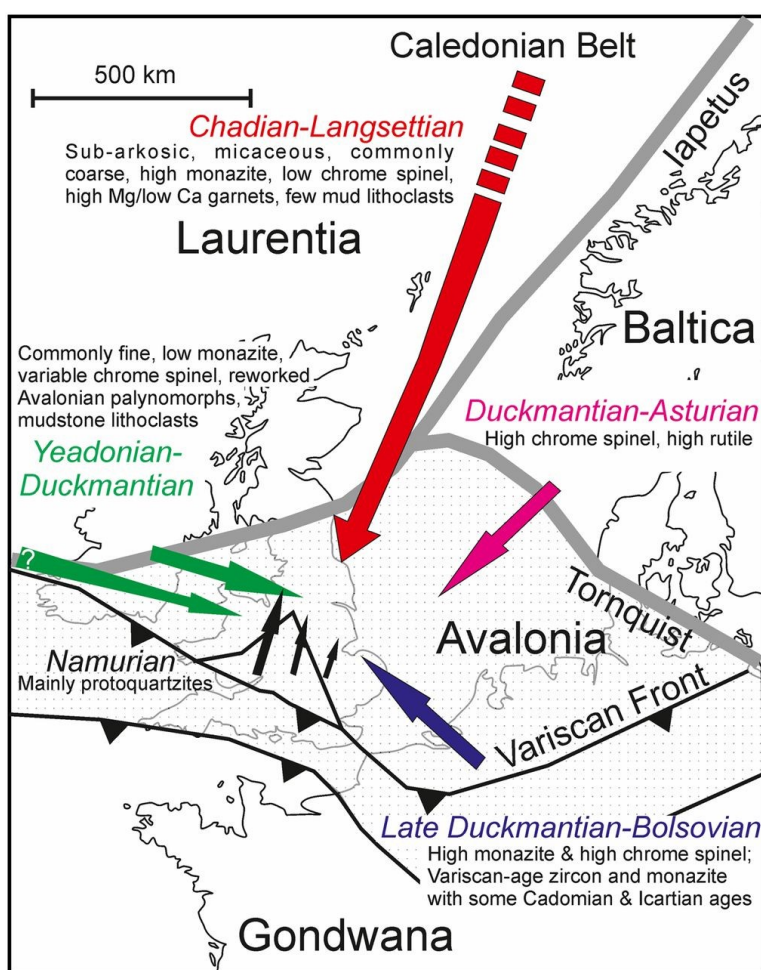 Caledonian Belt
500 km
Iapetus
Chadian-Langsettian
Sub-arkosic, micaceous, commonly
coarse, high monazite, low chrome spinel,
high Mg/low Ca garnets, few mud lithoclasts
Laurentia
Baltica
Commonly fine, low monazite,
variable chrome spinel, reworked
Avalonian palynomorphs,
mudstone lithoclasts
Duckmantian-Asturian
High chrome spinel, high rutile
Yeadonian-
Duckmantian
?
Tornquist
Avalonia
Namurian
Mainly protoquartzites
Variscan Front
Late Duckmantian-Bolsovian
High monazite & high chrome spinel;
Variscan-age zircon and monazite
with some Cadomian & Icartian ages
Gondwana